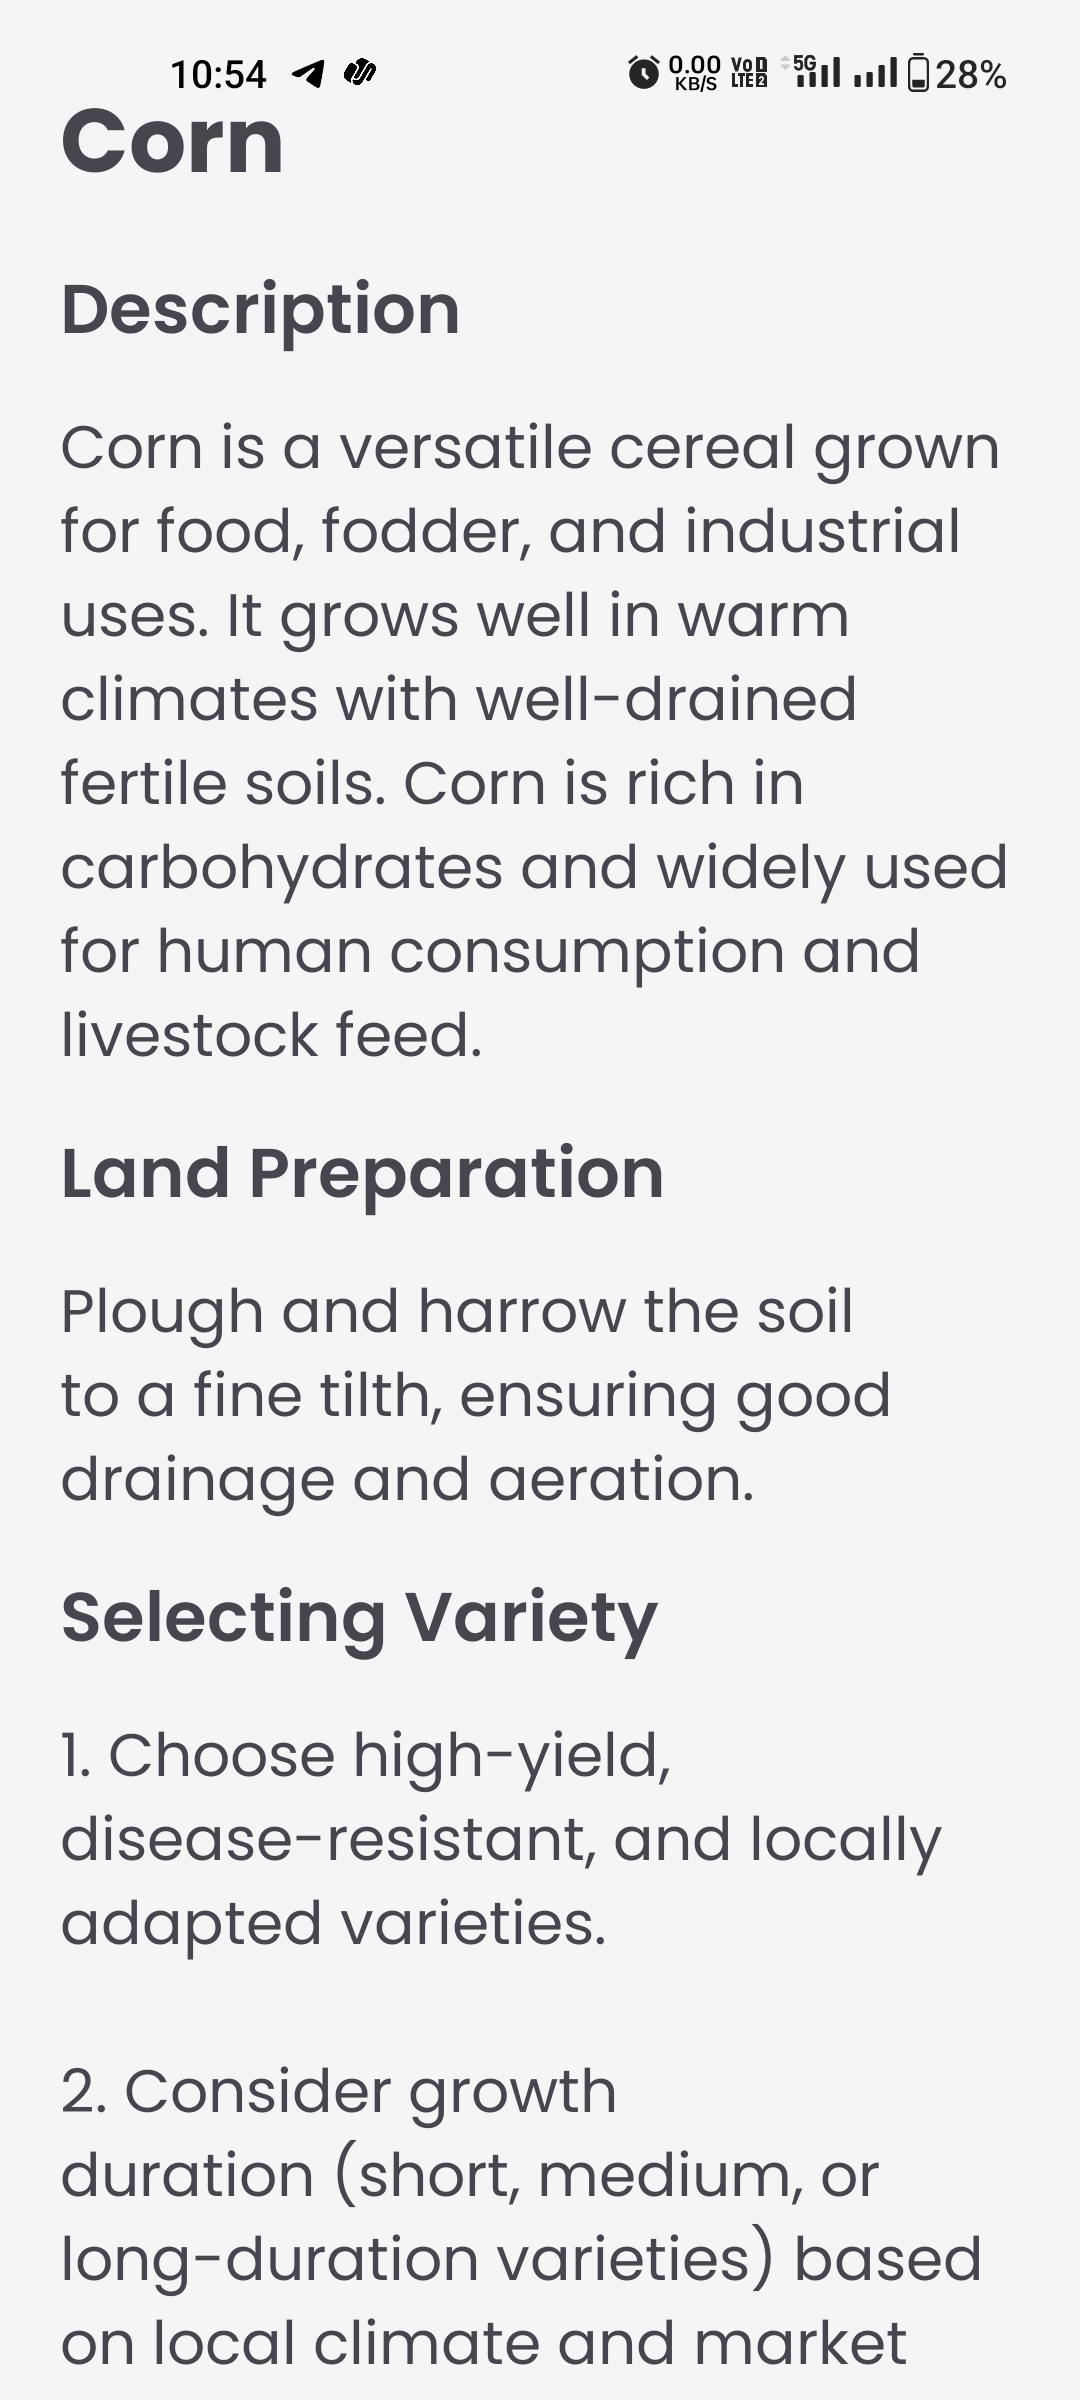 10:54 0.00 KB/S VoD LTE2 5G 28%
Corn
Description
Corn is a versatile cereal grown
for food, fodder, and industrial
uses. It grows well in warm
climates with well-drained
fertile soils. Corn is rich in
carbohydrates and widely used
for human consumption and
livestock feed.
Land Preparation
Plough and harrow the soil
to a fine tilth, ensuring good
drainage and aeration.
Selecting Variety
1. Choose high-yield,
disease-resistant, and locally
adapted varieties.
2. Consider growth
duration (short, medium, or
long-duration varieties) based
on local climate and market